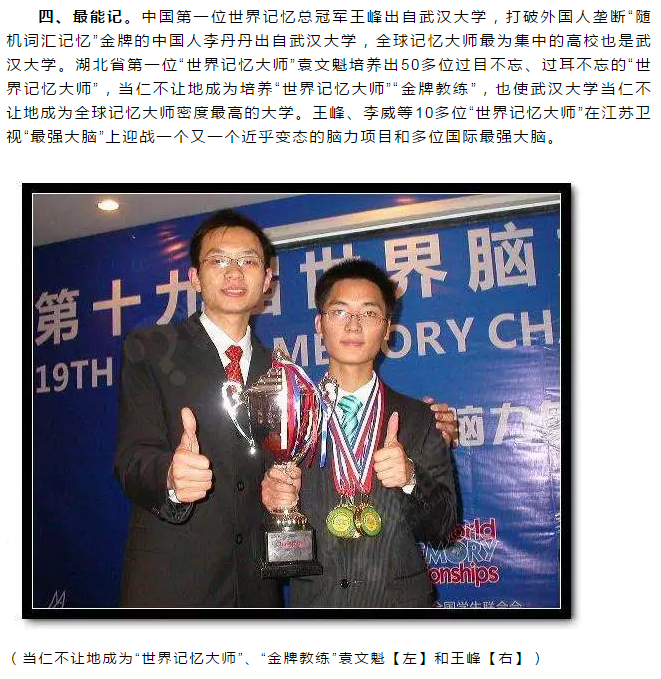 四、最能记。中国第一位世界记忆总冠军王峰出自武汉大学，打破外国人垄断“随
机词汇记忆”金牌的中国人李丹丹出自武汉大学，全球记忆大师最为集中的高校也是武
汉大学。湖北省第一位“世界记忆大师”袁文魁培养出50多位过目不忘、过耳不忘的“世
界记忆大师”，当仁不让地成为培养“世界记忆大师”“金牌教练”，也使武汉大学当仁不
让地成为全球记忆大师密度最高的大学。王峰、李威等10多位“世界记忆大师”在江苏卫
视“最强大脑”上迎战一个又一个近乎变态的脑力项目和多位国际最强大脑。
第十九届世界脑
19TH MEMORY CHA
脑力
World
MEMORY
onships
全国学生联合会
（当仁不让地成为“世界记忆大师”、“金牌教练”袁文魁【左】和王峰【右】）